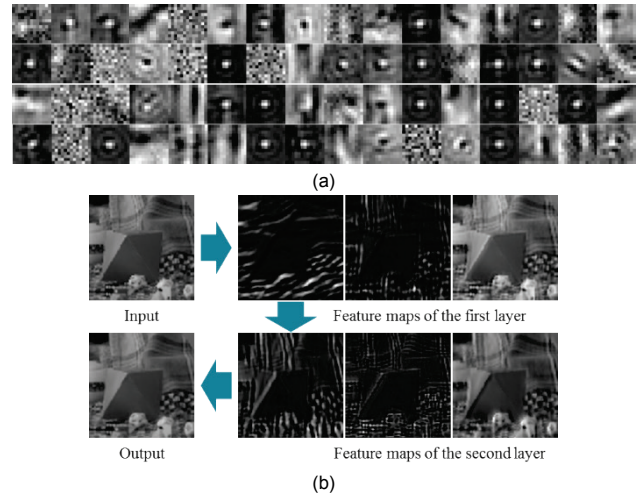 (a)
Input
Feature maps of the first layer
Output
Feature maps of the second layer
(b)